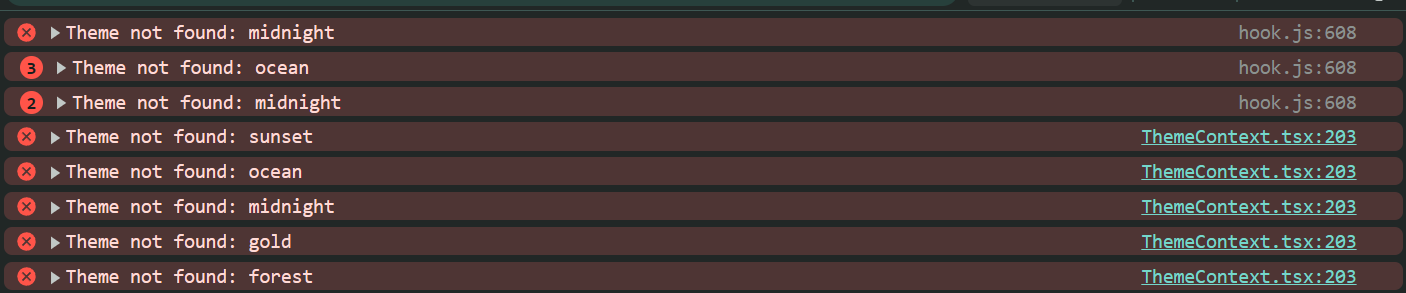 Theme not found: midnight hook.js:608
3 Theme not found: ocean hook.js:608
2 Theme not found: midnight hook.js:608
Theme not found: sunset ThemeContext.tsx:203
Theme not found: ocean ThemeContext.tsx:203
Theme not found: midnight ThemeContext.tsx:203
Theme not found: gold ThemeContext.tsx:203
Theme not found: forest ThemeContext.tsx:203